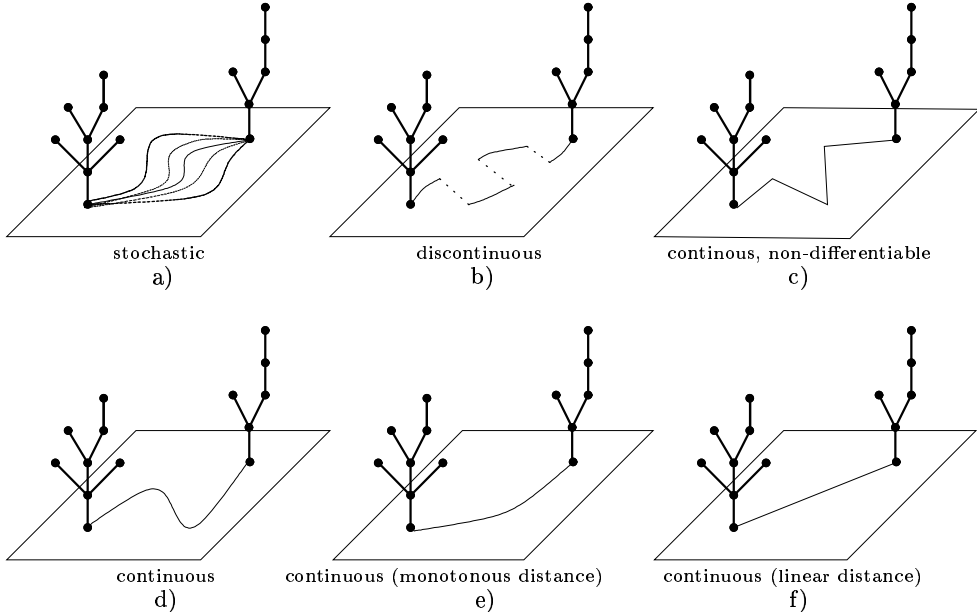 stochastic
a)
discontinuous
b)
continous, non-differentiable
c)
continuous
d)
continuous (monotonous distance)
e)
continuous (linear distance)
f)